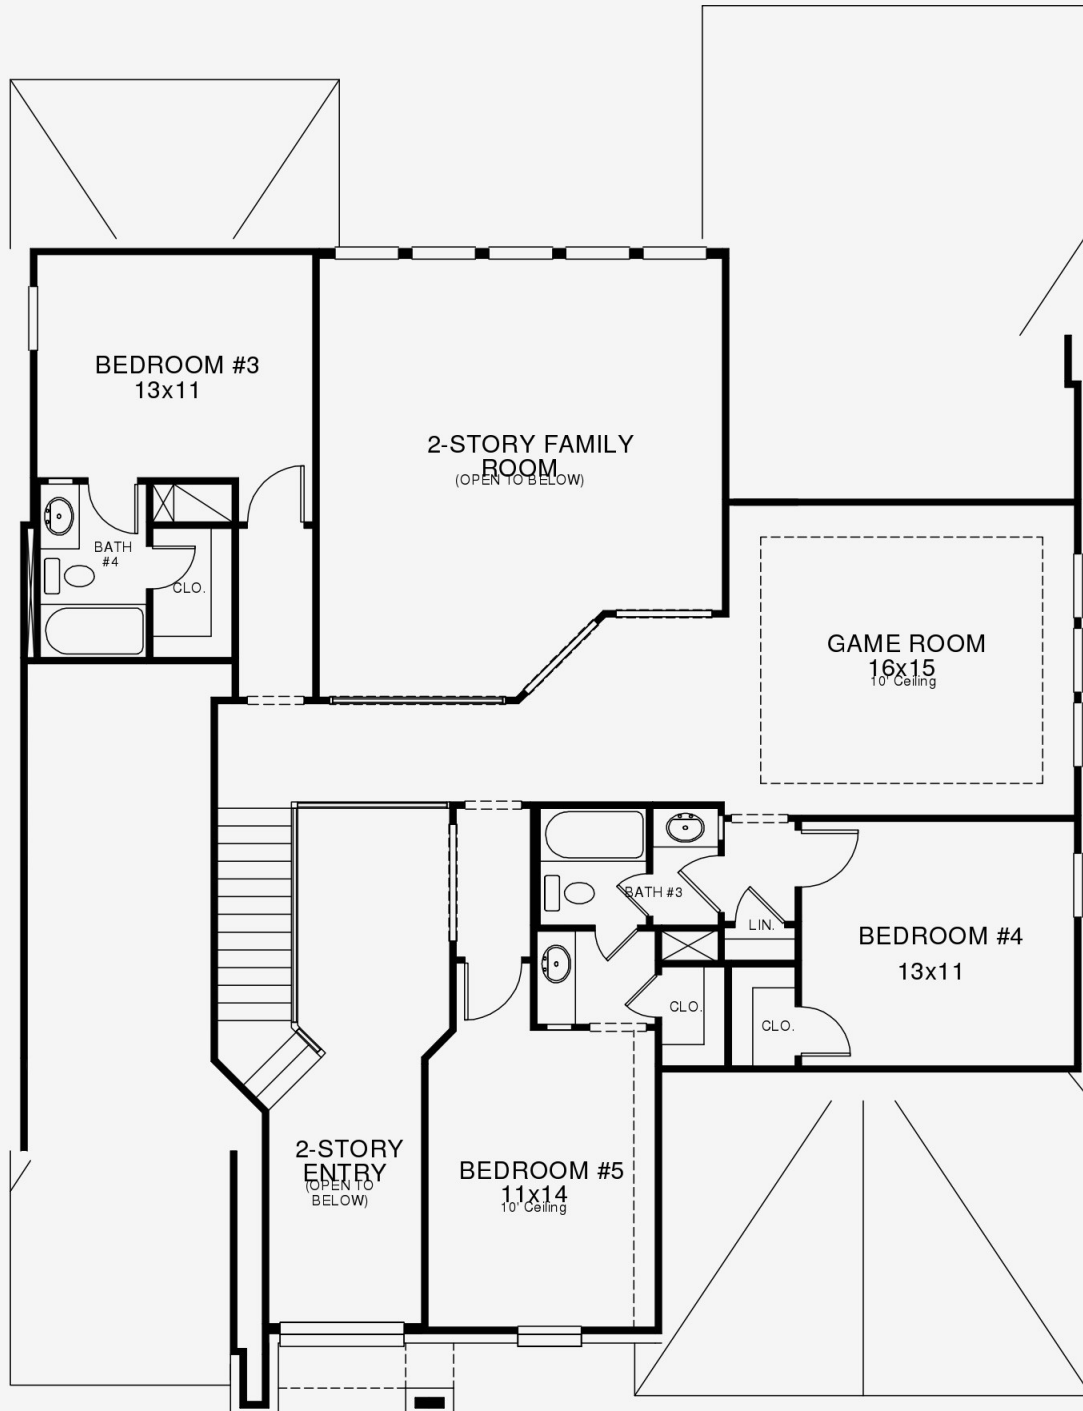 BEDROOM #3
13x11
2-STORY FAMILY
ROOM
(OPEN TO BELOW)
BATH
#4
CLO.
GAME ROOM
16x15
10' Ceiling
BATH #3
LIN.
BEDROOM #4
13x11
CLO.
CLO.
2-STORY
ENTRY
(OPEN TO
BELOW)
BEDROOM #5
11x14
10' Ceiling